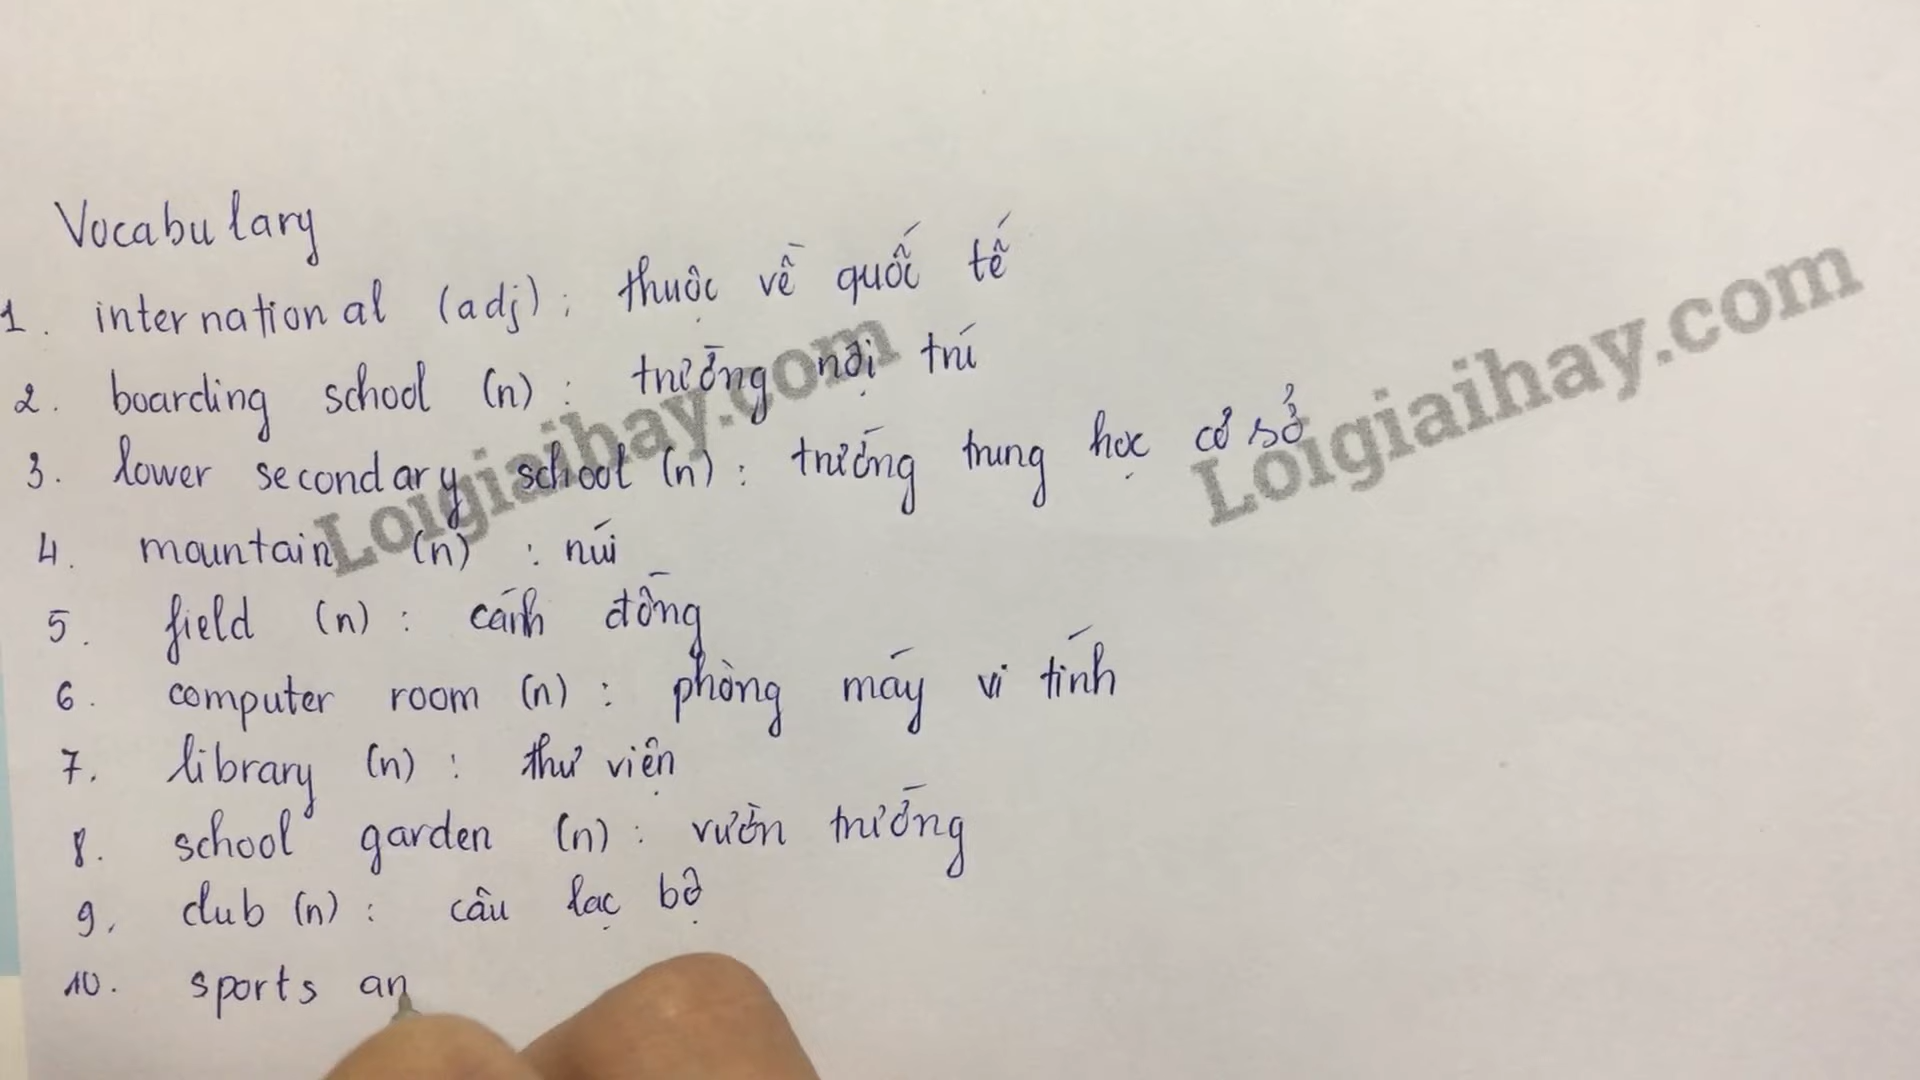 Vocabulary
1. international (adj) : thuộc về quốc tế
2. boarding school (n) : trường nội trú
3. lower secondary school (n) : trường trung học cơ sở
4. mountain (n) : núi
5. field (n) : cánh đồng
6. computer room (n) : phòng máy vi tính
7. library (n) : thư viện
8. school garden (n) : vườn trường
9. club (n) : câu lạc bộ
10. sports an
Loigiaihay.com
Loigiaihay.com